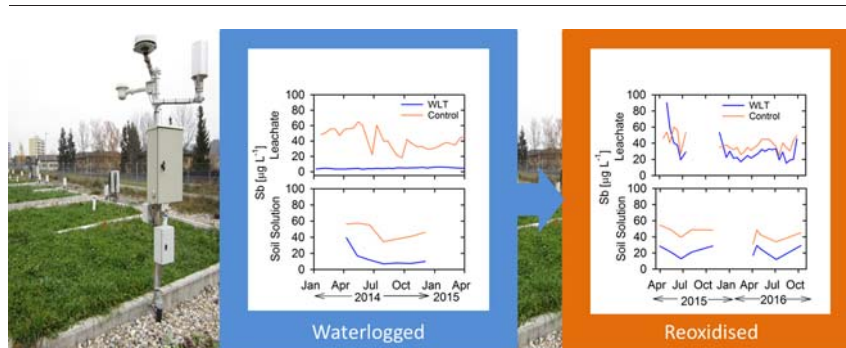 100
80
60
40
20
0
WLT
Control
Leachate
Sb [µg L⁻¹]
100
80
60
40
20
0
Soil Solution
Jan Apr Jul Oct Jan Apr
2014 2015
Waterlogged
100
80
60
40
20
0
WLT
Control
Leachate
Sb [µg L⁻¹]
100
80
60
40
20
0
Soil Solution
Apr Jul Oct Jan Apr Jul Oct
2015 2016
Reoxidised